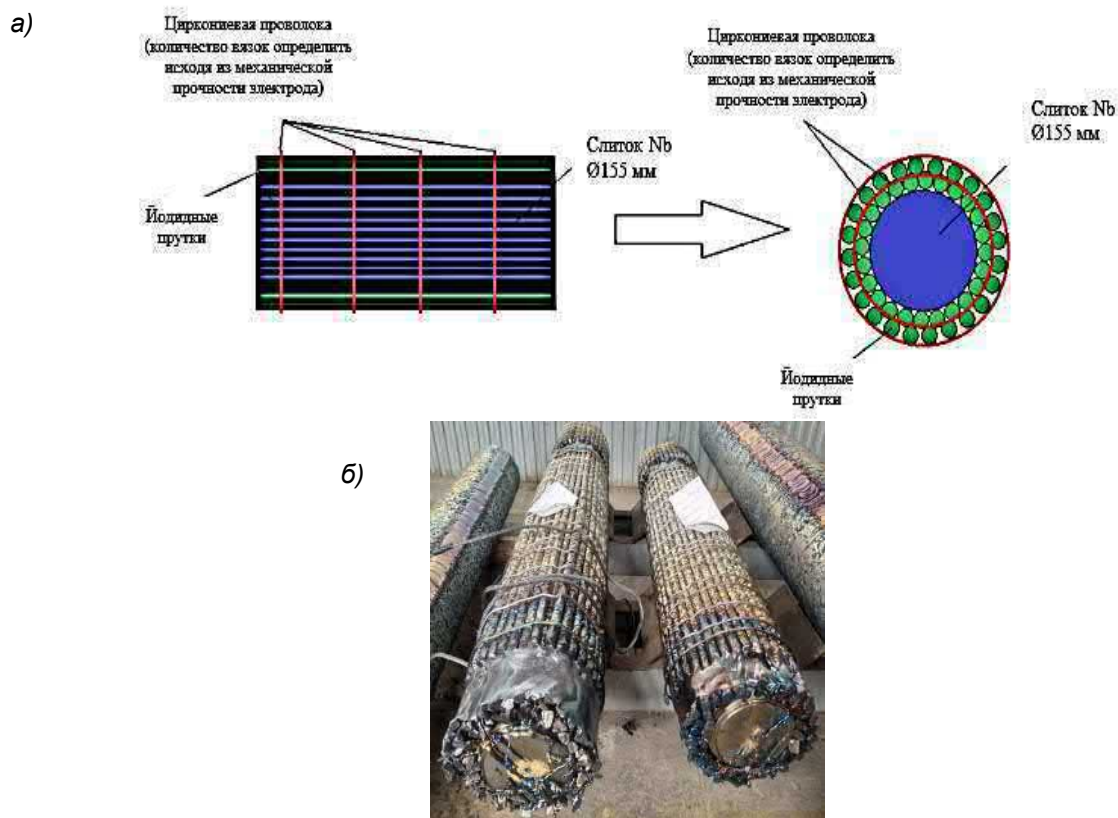 а)
Циркониевая проволока
(количество вязок определить
исходя из механической
прочности электрода)
Слиток Nb
Ø155 мм
Йодидные
прутки
Циркониевая проволока
(количество вязок определить
исходя из механической
прочности электрода)
Слиток Nb
Ø155 мм
Йодидные
прутки
б)